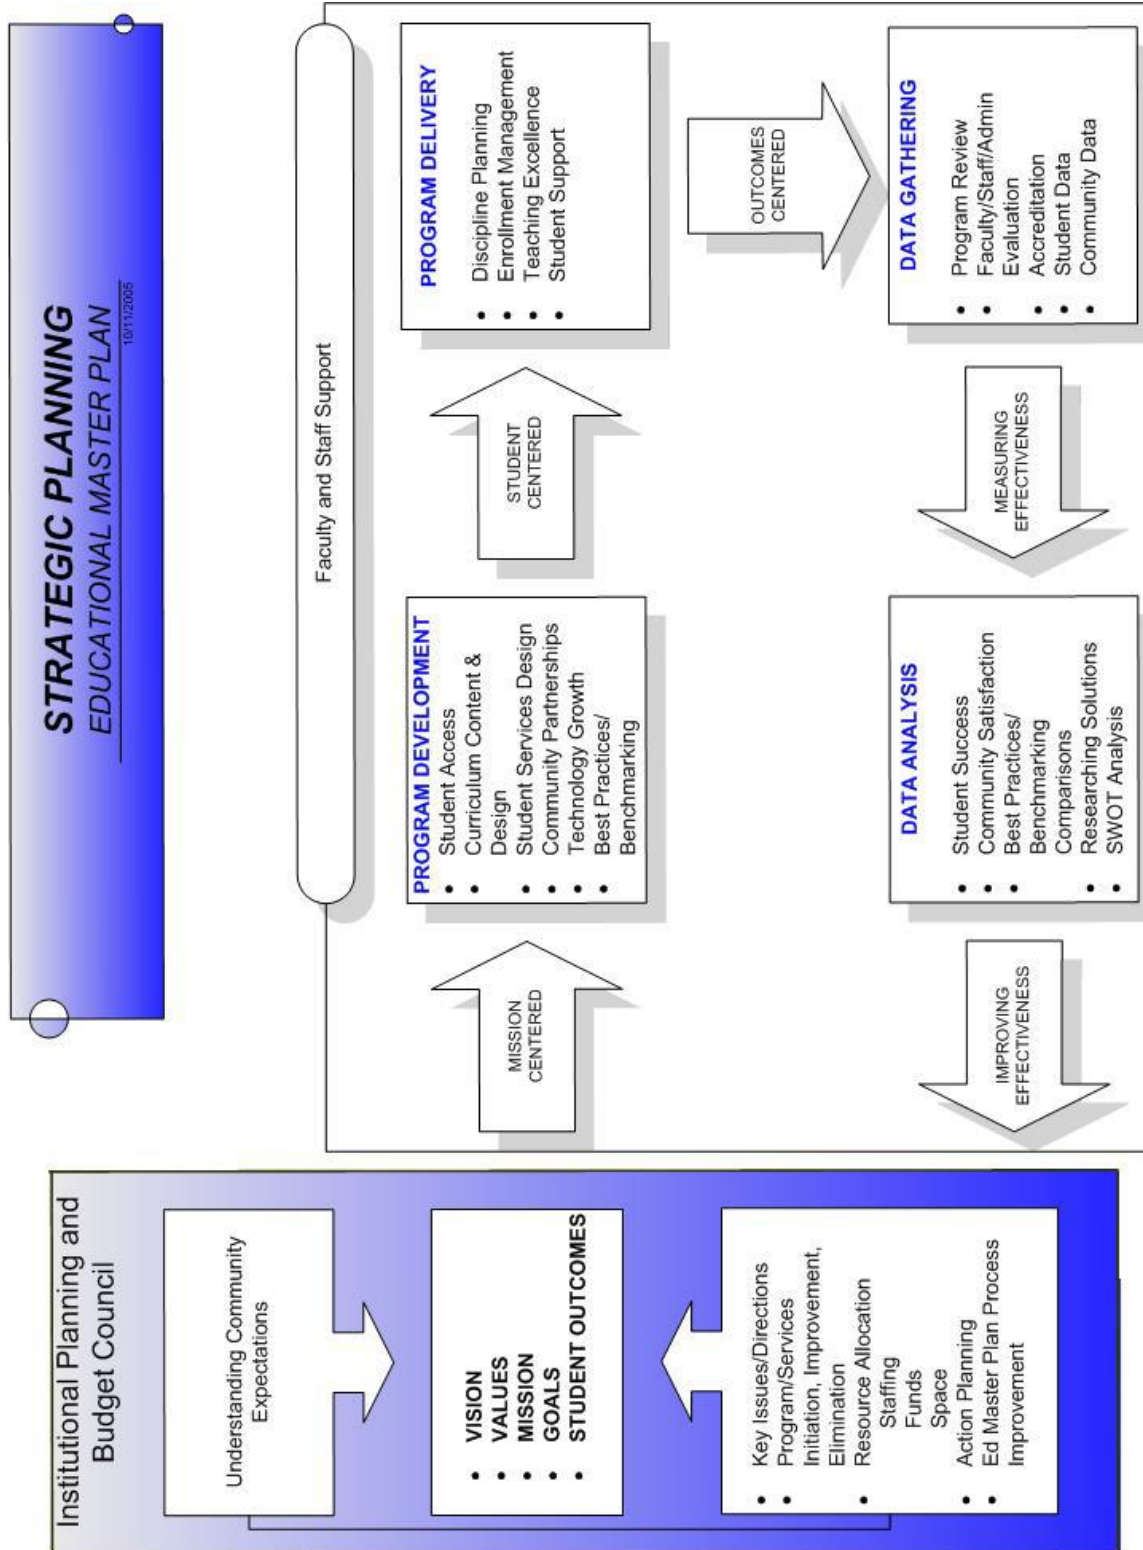 STRATEGIC PLANNING
EDUCATIONAL MASTER PLAN
10/11/2005
Institutional Planning and
Budget Council
Understanding Community
Expectations
• VISION
• VALUES
• MISSION
• GOALS
• STUDENT OUTCOMES
• Key Issues/Directions
• Program/Services
Initiation, Improvement,
Elimination
• Resource Allocation
Staffing
Funds
Space
• Action Planning
• Ed Master Plan Process
Improvement
Faculty and Staff Support
MISSION
CENTERED
PROGRAM DEVELOPMENT
• Student Access
• Curriculum Content &
Design
• Student Services Design
• Community Partnerships
• Technology Growth
• Best Practices/
Benchmarking
STUDENT
CENTERED
PROGRAM DELIVERY
• Discipline Planning
• Enrollment Management
• Teaching Excellence
• Student Support
OUTCOMES
CENTERED
DATA GATHERING
• Program Review
• Faculty/Staff/Admin
Evaluation
• Accreditation
• Student Data
• Community Data
MEASURING
EFFECTIVENESS
DATA ANALYSIS
• Student Success
• Community Satisfaction
• Best Practices/
Benchmarking
Comparisons
• Researching Solutions
• SWOT Analysis
IMPROVING
EFFECTIVENESS